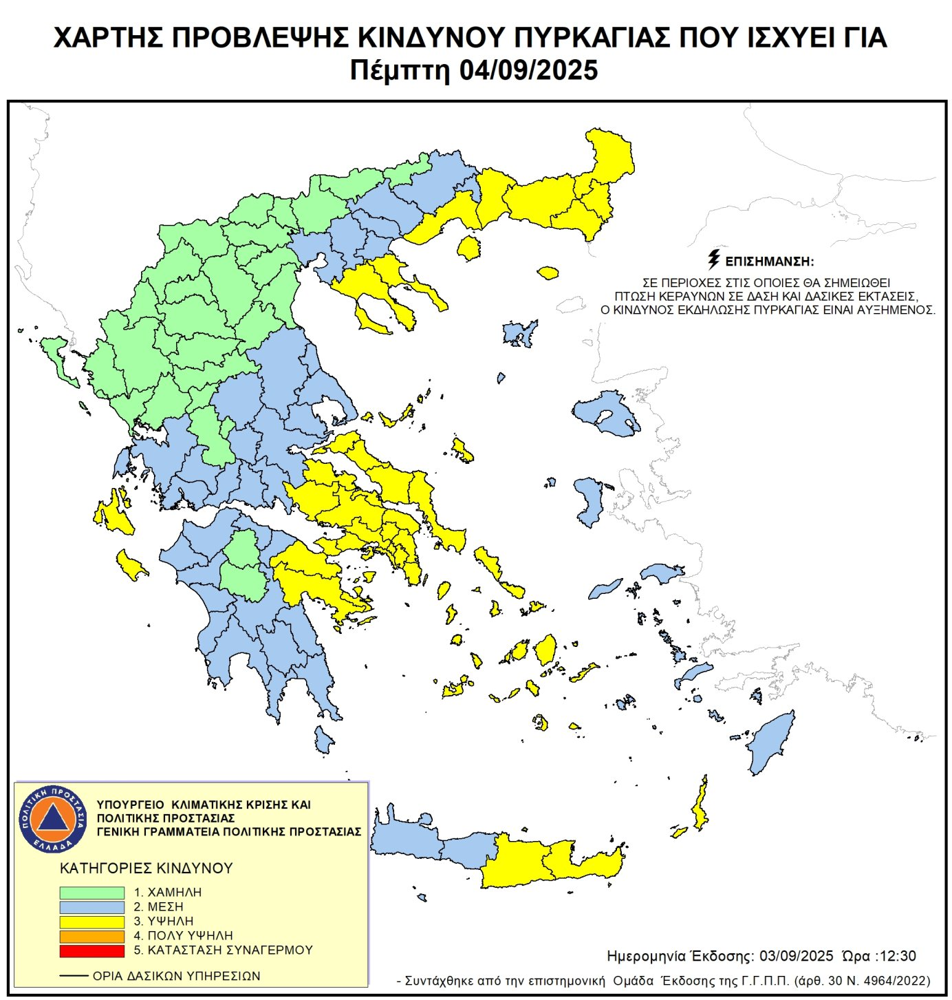 ΧΑΡΤΗΣ ΠΡΟΒΛΕΨΗΣ ΚΙΝΔΥΝΟΥ ΠΥΡΚΑΓΙΑΣ ΠΟΥ ΙΣΧΥΕΙ ΓΙΑ
Πέμπτη 04/09/2025
ΕΠΙΣΗΜΑΝΣΗ:
ΣΕ ΠΕΡΙΟΧΕΣ ΣΤΙΣ ΟΠΟΙΕΣ ΘΑ ΣΗΜΕΙΩΘΕΙ
ΠΤΩΣΗ ΚΕΡΑΥΝΩΝ ΣΕ ΔΑΣΗ ΚΑΙ ΔΑΣΙΚΕΣ ΕΚΤΑΣΕΙΣ,
Ο ΚΙΝΔΥΝΟΣ ΕΚΔΗΛΩΣΗΣ ΠΥΡΚΑΓΙΑΣ ΕΙΝΑΙ ΑΥΞΗΜΕΝΟΣ.
ΠΟΛΙΤΙΚΗ ΠΡΟΣΤΑΣΙΑ
ΕΛΛΑΔΑ
ΥΠΟΥΡΓΕΙΟ ΚΛΙΜΑΤΙΚΗΣ ΚΡΙΣΗΣ ΚΑΙ
ΠΟΛΙΤΙΚΗΣ ΠΡΟΣΤΑΣΙΑΣ
ΓΕΝΙΚΗ ΓΡΑΜΜΑΤΕΙΑ ΠΟΛΙΤΙΚΗΣ ΠΡΟΣΤΑΣΙΑΣ
ΚΑΤΗΓΟΡΙΕΣ ΚΙΝΔΥΝΟΥ
1. ΧΑΜΗΛΗ
2. ΜΕΣΗ
3. ΥΨΗΛΗ
4. ΠΟΛΥ ΥΨΗΛΗ
5. ΚΑΤΑΣΤΑΣΗ ΣΥΝΑΓΕΡΜΟΥ
ΟΡΙΑ ΔΑΣΙΚΩΝ ΥΠΗΡΕΣΙΩΝ
Ημερομηνία Έκδοσης: 03/09/2025 Ώρα :12:30
- Συντάχθηκε από την επιστημονική Ομάδα Έκδοσης της Γ.Γ.Π.Π. (άρθ. 30 Ν. 4964/2022)